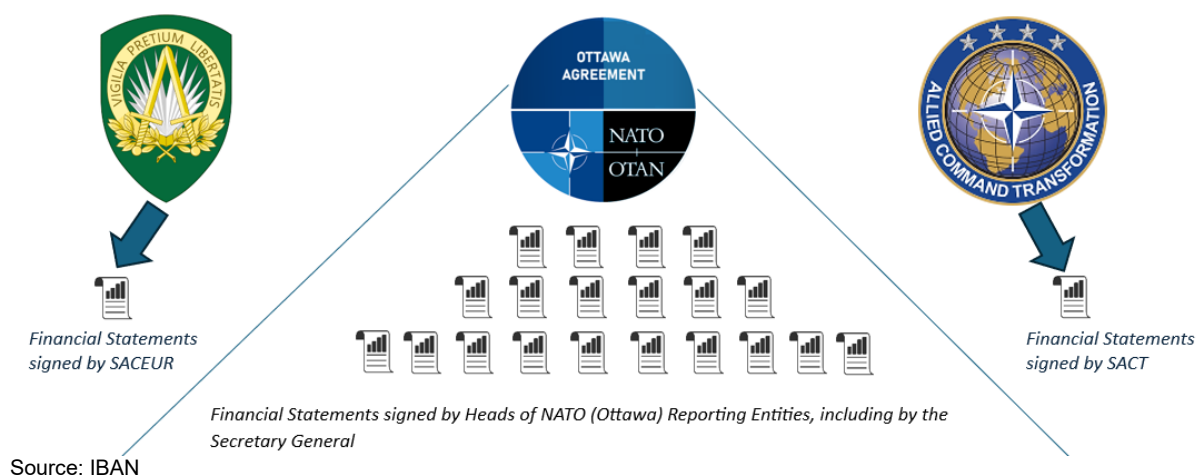 VIGILIA PRETIUM LIBERTATIS
OTTAWA
AGREEMENT
NATO
OTAN
ALLIED COMMAND TRANSFORMATION
Financial Statements
signed by SACEUR
Financial Statements
signed by SACT
Financial Statements signed by Heads of NATO (Ottawa) Reporting Entities, including by the
Secretary General
Source: IBAN